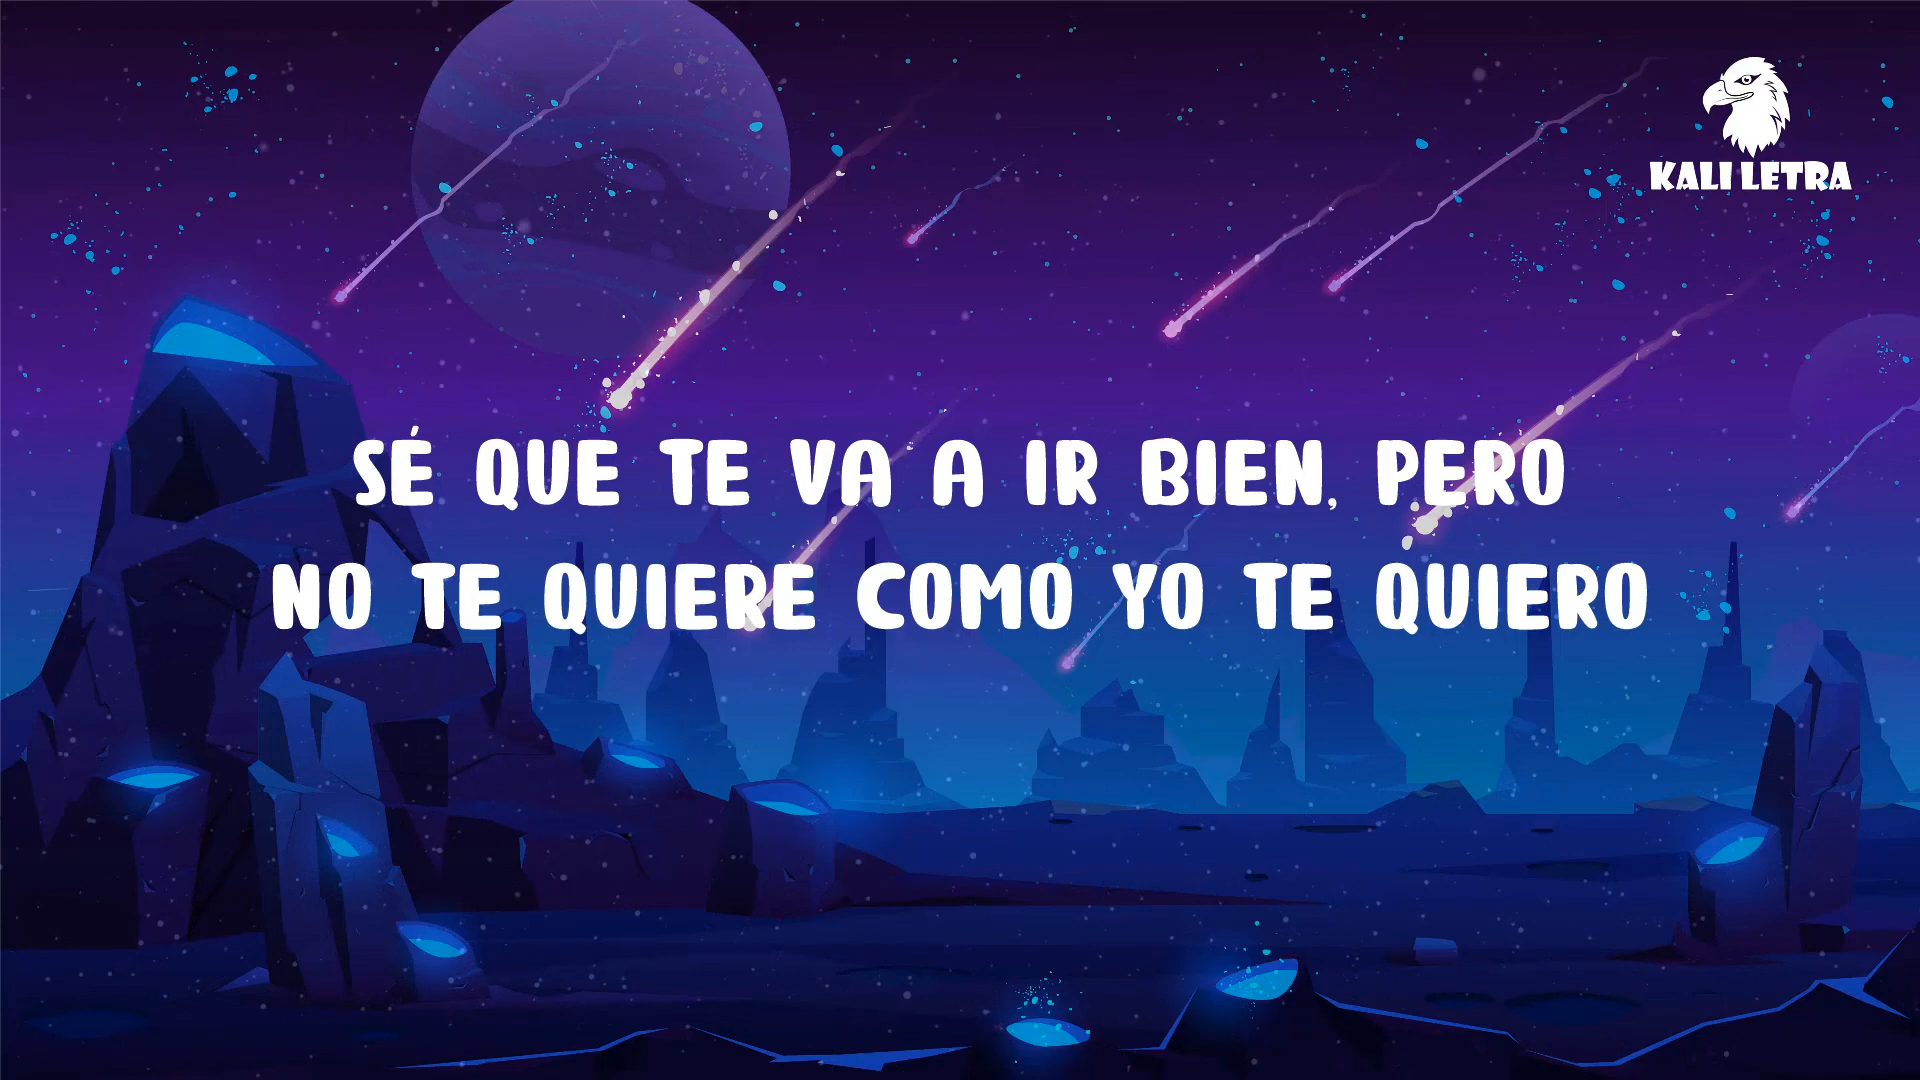 KALI LETRA
SÉ QUE TE VA A IR BIEN, PERO
NO TE QUIERE COMO YO TE QUIERO